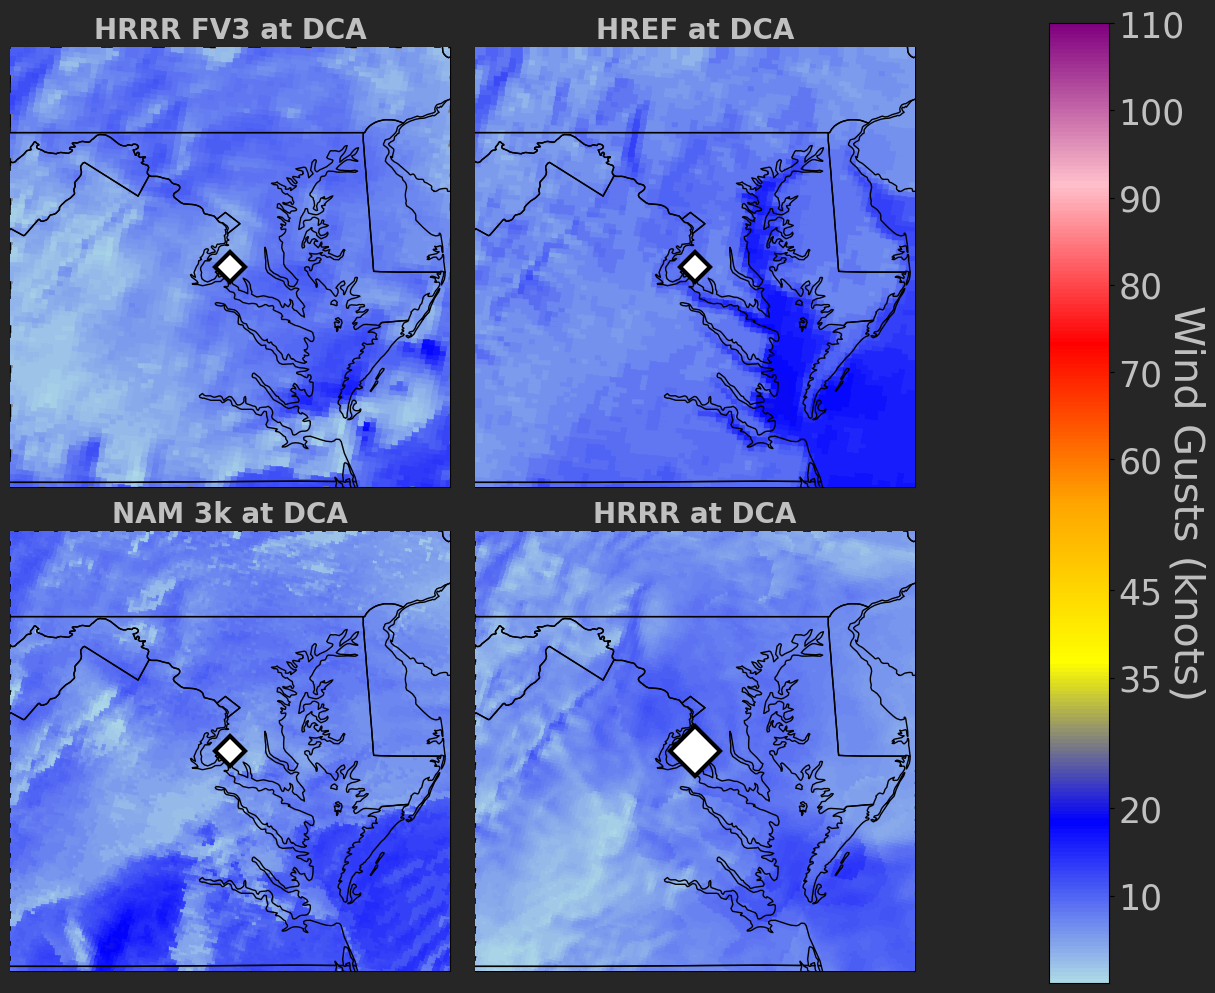 HRRR FV3 at DCA
HREF at DCA
NAM 3k at DCA
HRRR at DCA
110
100
90
80
70
60
45
35
20
10
Wind Gusts (knots)